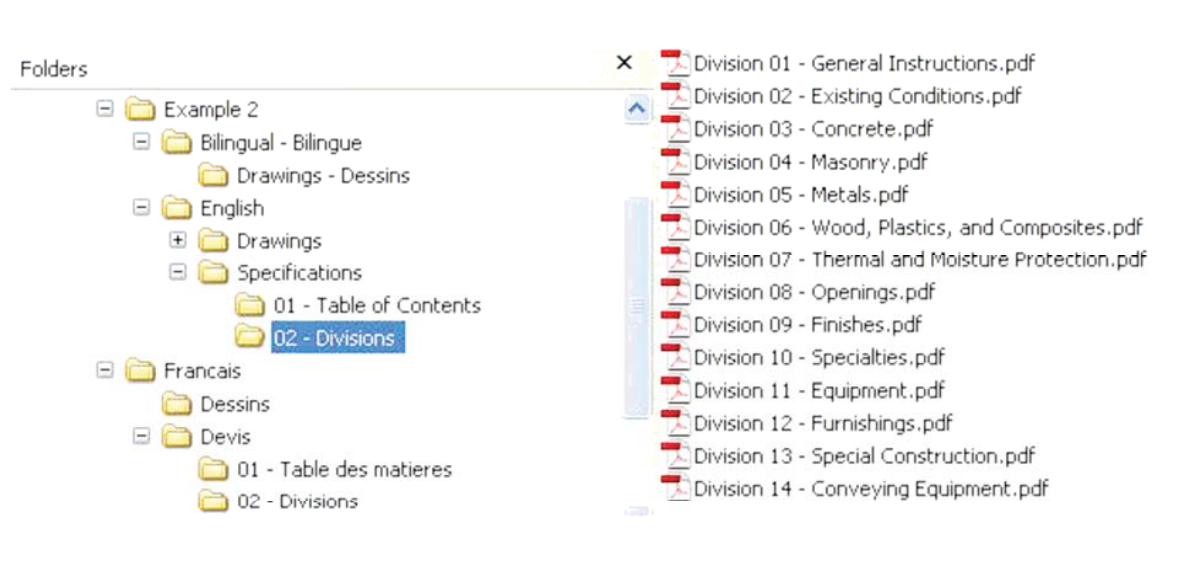 Folders
Example 2
Bilingual - Bilingue
Drawings - Dessins
English
Drawings
Specifications
01 - Table of Contents
02 - Divisions
Francais
Dessins
Devis
01 - Table des matieres
02 - Divisions
Division 01 - General Instructions.pdf
Division 02 - Existing Conditions.pdf
Division 03 - Concrete.pdf
Division 04 - Masonry.pdf
Division 05 - Metals.pdf
Division 06 - Wood, Plastics, and Composites.pdf
Division 07 - Thermal and Moisture Protection.pdf
Division 08 - Openings.pdf
Division 09 - Finishes.pdf
Division 10 - Specialties.pdf
Division 11 - Equipment.pdf
Division 12 - Furnishings.pdf
Division 13 - Special Construction.pdf
Division 14 - Conveying Equipment.pdf